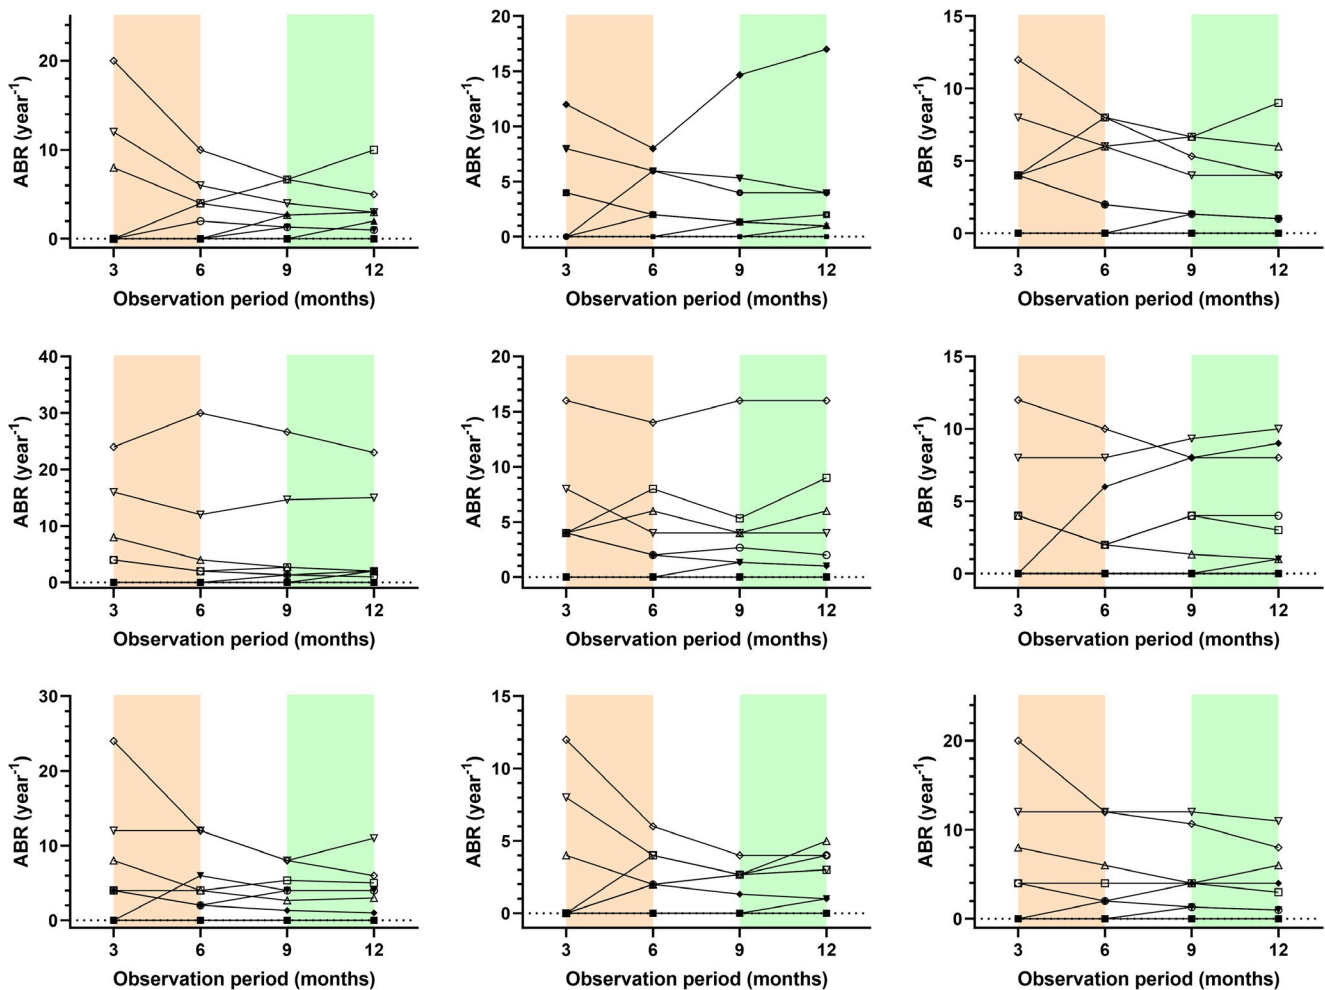 ABR (year-1)
20
10
0
3 6 9 12
Observation period (months)
ABR (year-1)
20
15
10
5
0
3 6 9 12
Observation period (months)
ABR (year-1)
15
10
5
0
3 6 9 12
Observation period (months)
ABR (year-1)
40
30
20
10
0
3 6 9 12
Observation period (months)
ABR (year-1)
20
15
10
5
0
3 6 9 12
Observation period (months)
ABR (year-1)
15
10
5
0
3 6 9 12
Observation period (months)
ABR (year-1)
30
20
10
0
3 6 9 12
Observation period (months)
ABR (year-1)
15
10
5
0
3 6 9 12
Observation period (months)
ABR (year-1)
20
10
0
3 6 9 12
Observation period (months)